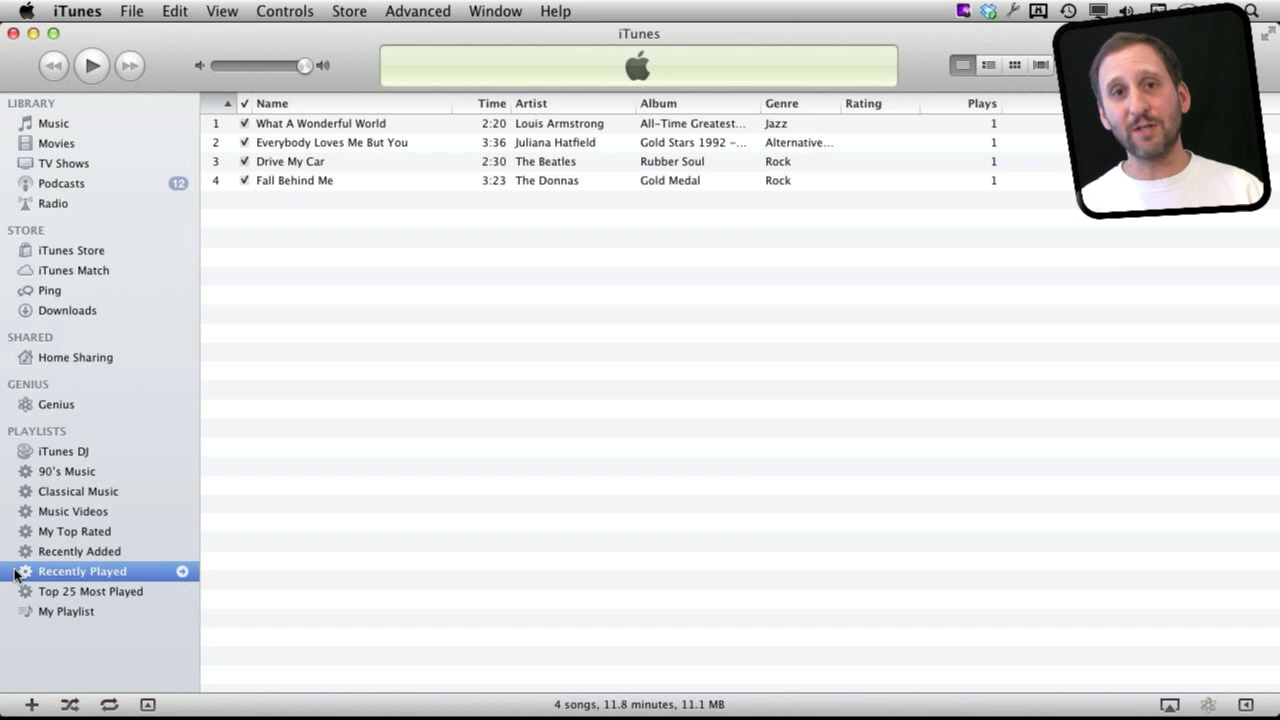 iTunes File Edit View Controls Store Advanced Window Help
iTunes
LIBRARY
Music
Movies
TV Shows
Podcasts 12
Radio
STORE
iTunes Store
iTunes Match
Ping
Downloads
SHARED
Home Sharing
GENIUS
Genius
PLAYLISTS
iTunes DJ
90's Music
Classical Music
Music Videos
My Top Rated
Recently Added
Recently Played
Top 25 Most Played
My Playlist
Name Time Artist Album Genre Rating Plays
1 What A Wonderful World 2:20 Louis Armstrong All-Time Greatest... Jazz 1
2 Everybody Loves Me But You 3:36 Juliana Hatfield Gold Stars 1992 –... Alternative... 1
3 Drive My Car 2:30 The Beatles Rubber Soul Rock 1
4 Fall Behind Me 3:23 The Donnas Gold Medal Rock 1
4 songs, 11.8 minutes, 11.1 MB